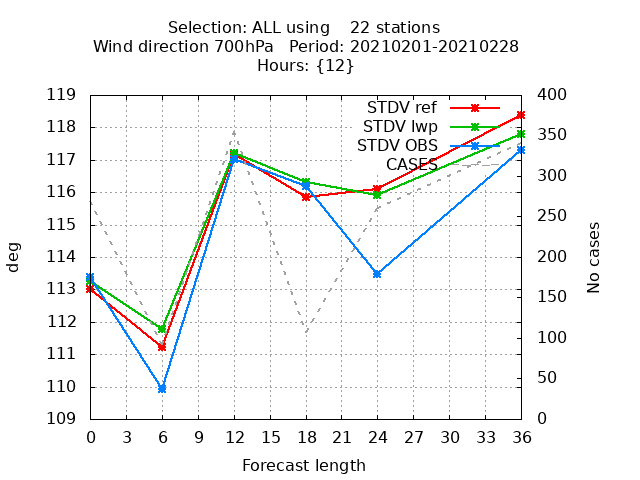 Selection: ALL using 22 stations
Wind direction 700hPa Period: 20210201-20210228
Hours: {12}
119
118
117
116
115
114
113
112
111
110
109
400
350
300
250
200
150
100
50
0
STDV ref
STDV lwp
STDV OBS
CASES
deg
No cases
0 3 6 9 12 15 18 21 24 27 30 33 36
Forecast length